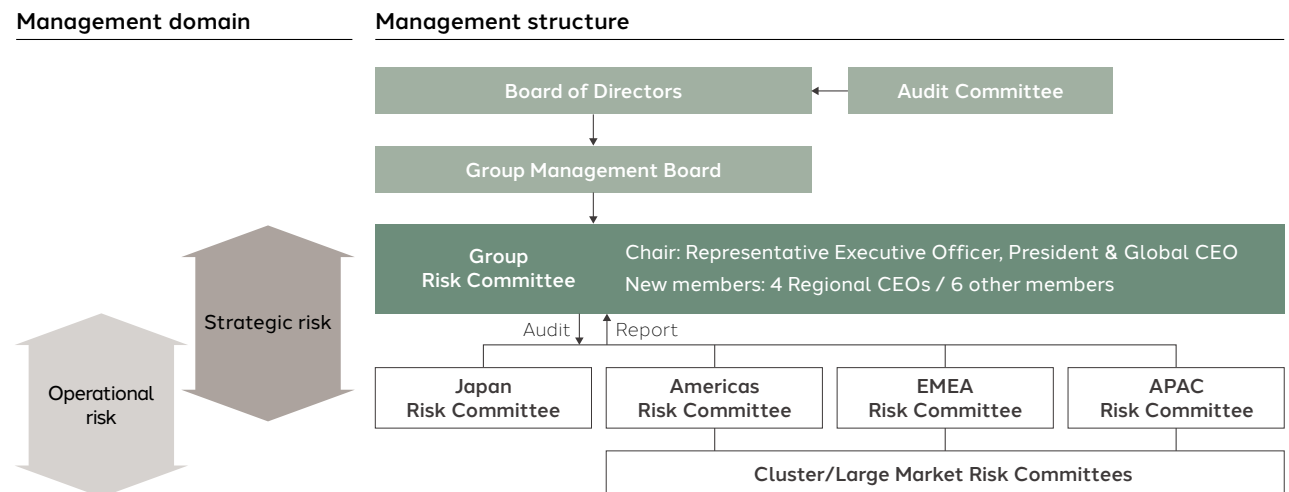 Management domain
Management structure
Board of Directors
Audit Committee
Group Management Board
Group
Risk Committee
Chair: Representative Executive Officer, President & Global CEO
New members: 4 Regional CEOs / 6 other members
Strategic risk
Audit
Report
Operational
risk
Japan
Risk Committee
Americas
Risk Committee
EMEA
Risk Committee
APAC
Risk Committee
Cluster/Large Market Risk Committees